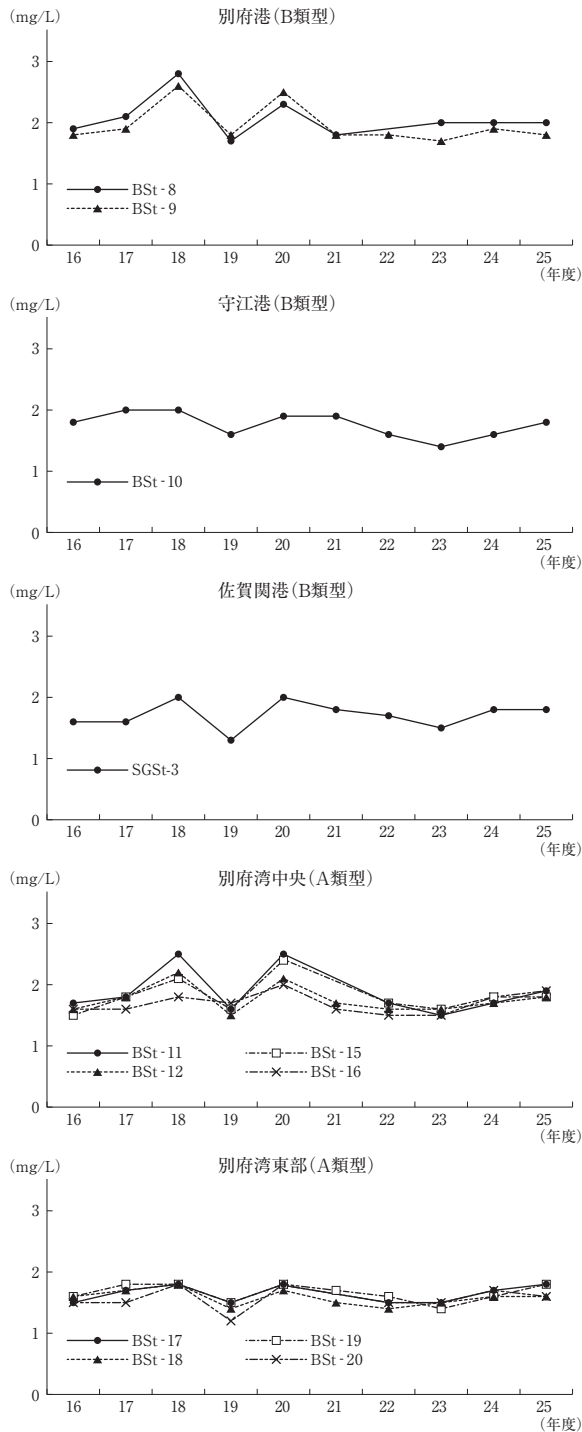 (mg/L)
別府港(B類型)
3
2
1
BSt-8
BSt-9
0
16 17 18 19 20 21 22 23 24 25
(年度)
(mg/L)
守江港(B類型)
3
2
1
BSt-10
0
16 17 18 19 20 21 22 23 24 25
(年度)
(mg/L)
佐賀関港(B類型)
3
2
1
SGSt-3
0
16 17 18 19 20 21 22 23 24 25
(年度)
(mg/L)
別府湾中央(A類型)
3
2
1
BSt-11 BSt-15
BSt-12 BSt-16
0
16 17 18 19 20 21 22 23 24 25
(年度)
(mg/L)
別府湾東部(A類型)
3
2
1
BSt-17 BSt-19
BSt-18 BSt-20
0
16 17 18 19 20 21 22 23 24 25
(年度)